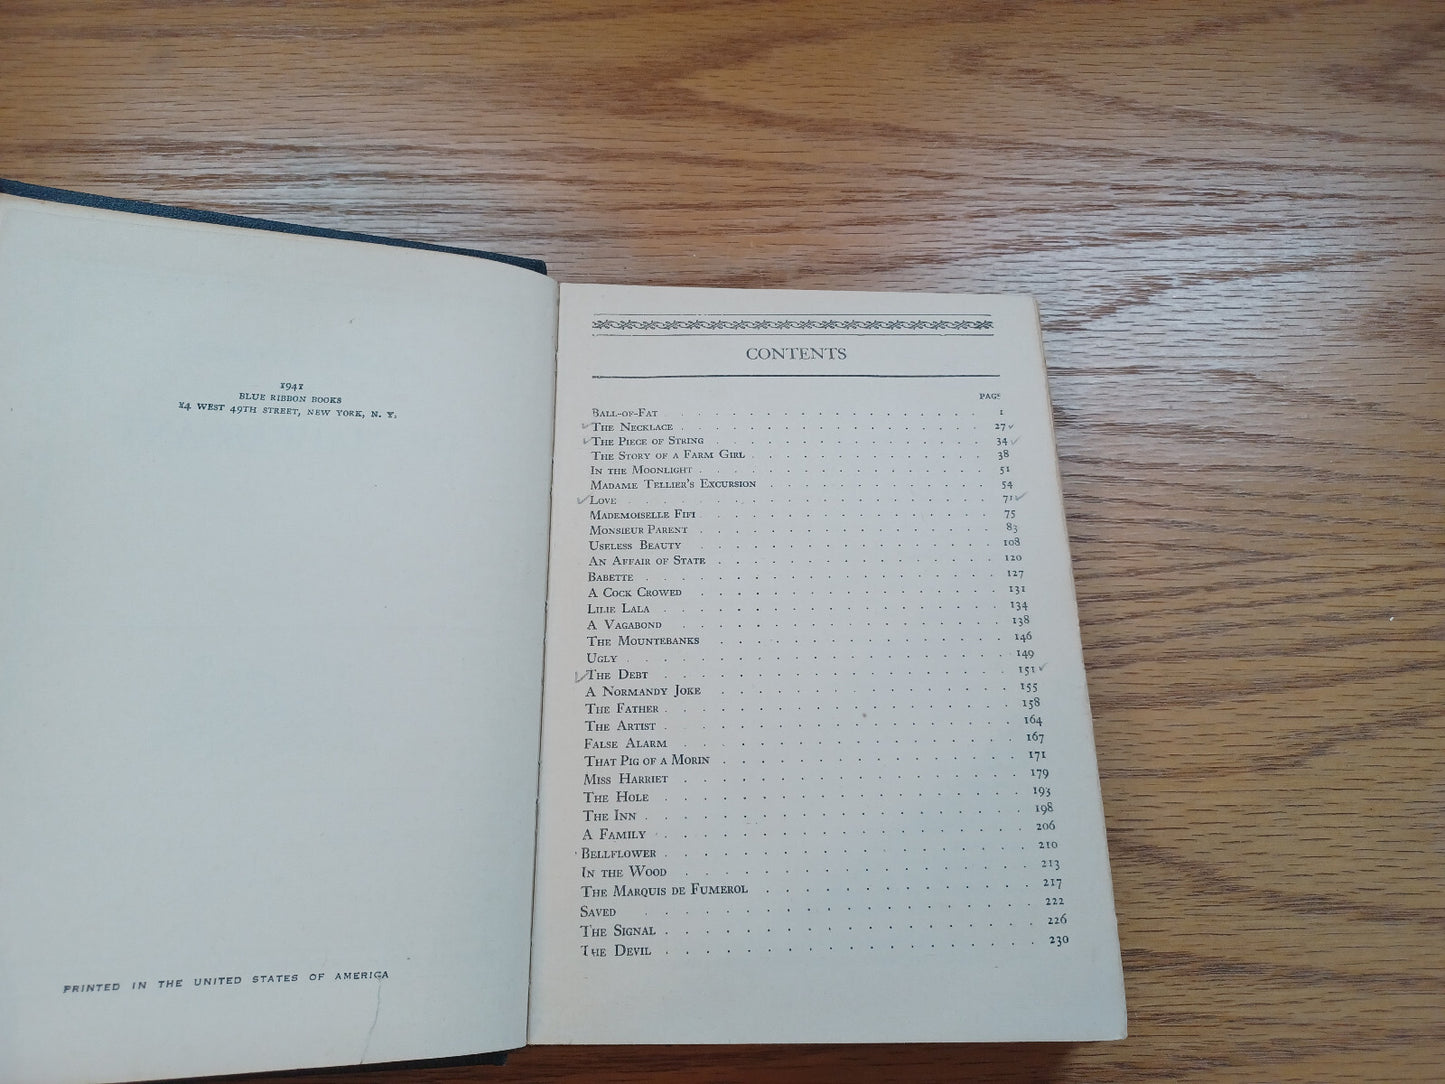 1941
BLUE RIBBON BOOKS
14 WEST 49TH STREET, NEW YORK, N. Y.
PRINTED IN THE UNITED STATES OF AMERICA
CONTENTS
PAGE
BALL-OF-FAT . . . . . . . . . . . . . . . . . 1
THE NECKLACE . . . . . . . . . . . . . . . . 27
THE PIECE OF STRING . . . . . . . . . . . . . . 34
THE STORY OF A FARM GIRL . . . . . . . . . . . . 38
IN THE MOONLIGHT . . . . . . . . . . . . . . . 51
MADAME TELLIER'S EXCURSION . . . . . . . . . . . . 54
LOVE . . . . . . . . . . . . . . . . . . . 71
MADEMOISELLE FIFI . . . . . . . . . . . . . . . 75
MONSIEUR PARENT . . . . . . . . . . . . . . . 83
USELESS BEAUTY . . . . . . . . . . . . . . . 108
AN AFFAIR OF STATE . . . . . . . . . . . . . . 120
BABETTE . . . . . . . . . . . . . . . . . . 127
A COCK CROWED . . . . . . . . . . . . . . . 131
LILIE LALA . . . . . . . . . . . . . . . . . 134
A VAGABOND . . . . . . . . . . . . . . . . 138
THE MOUNTEBANKS . . . . . . . . . . . . . . 146
UGLY . . . . . . . . . . . . . . . . . . . 149
THE DEBT . . . . . . . . . . . . . . . . . 151
A NORMANDY JOKE . . . . . . . . . . . . . . 155
THE FATHER . . . . . . . . . . . . . . . . . 158
THE ARTIST . . . . . . . . . . . . . . . . . 164
FALSE ALARM . . . . . . . . . . . . . . . . 167
THAT PIG OF A MORIN . . . . . . . . . . . . . . 171
MISS HARRIET . . . . . . . . . . . . . . . . 179
THE HOLE . . . . . . . . . . . . . . . . . 193
THE INN . . . . . . . . . . . . . . . . . . 198
A FAMILY . . . . . . . . . . . . . . . . . 206
BELLFLOWER . . . . . . . . . . . . . . . . . 210
IN THE WOOD . . . . . . . . . . . . . . . . 213
THE MARQUIS DE FUMEROL . . . . . . . . . . . . 217
SAVED . . . . . . . . . . . . . . . . . . 222
THE SIGNAL . . . . . . . . . . . . . . . . . 226
THE DEVIL . . . . . . . . . . . . . . . . . 230